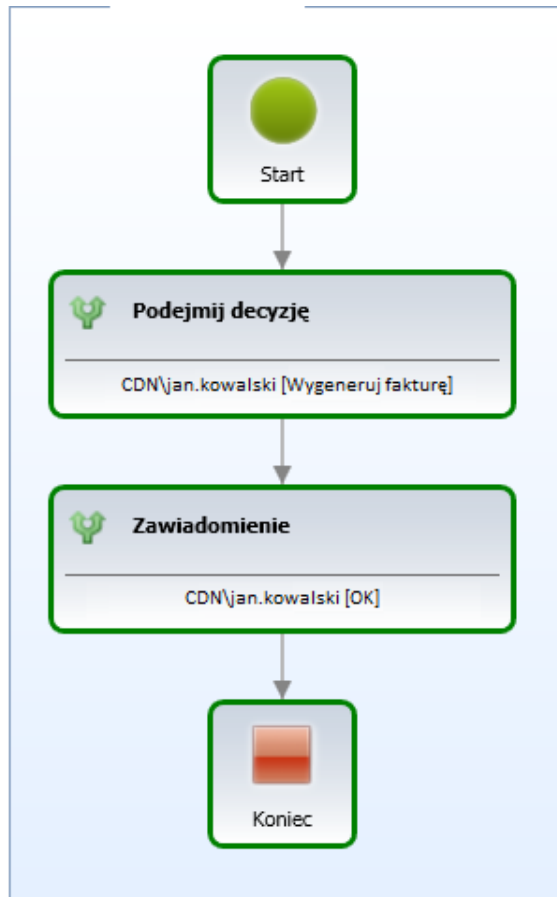 Start
Podejmij decyzję
CDN\jan.kowalski [Wygeneruj fakturę]
Zawiadomienie
CDN\jan.kowalski [OK]
Koniec